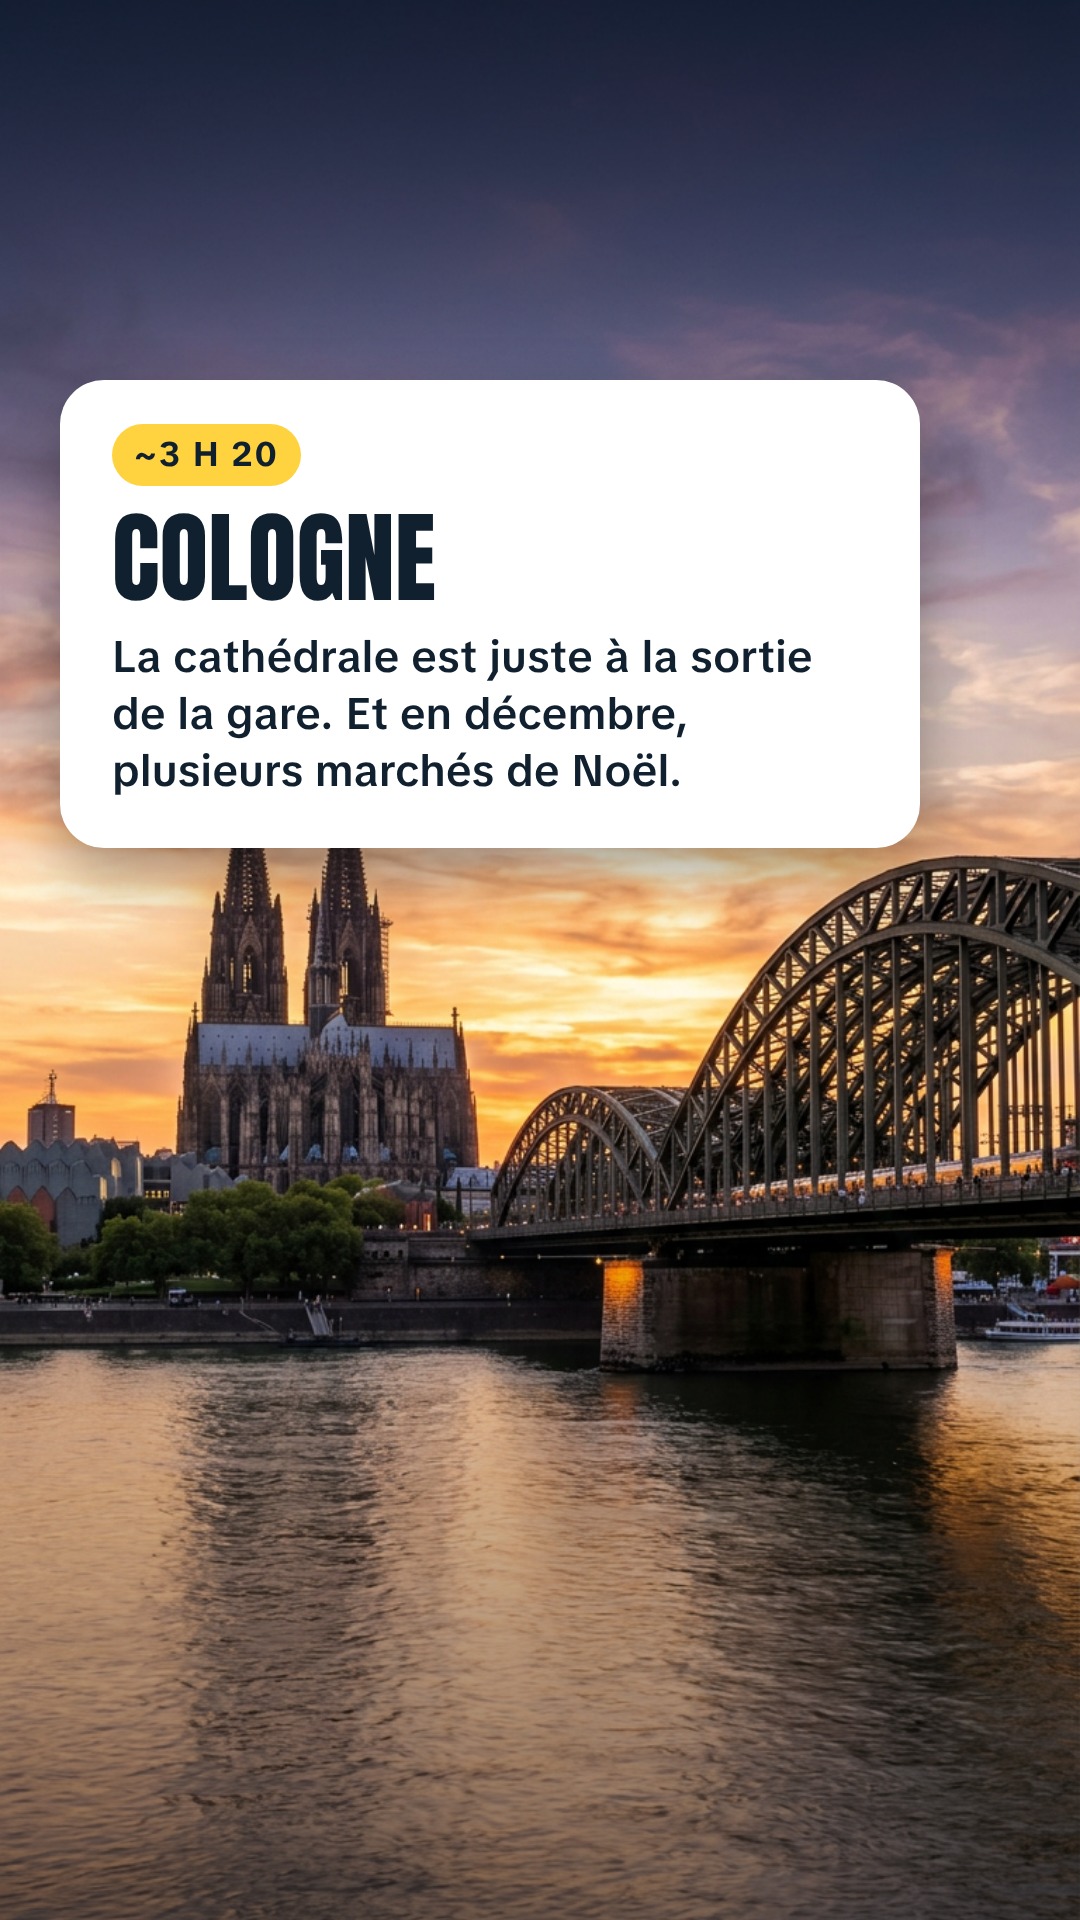 ~3 H 20
COLOGNE
La cathédrale est juste à la sortie
de la gare. Et en décembre,
plusieurs marchés de Noël.